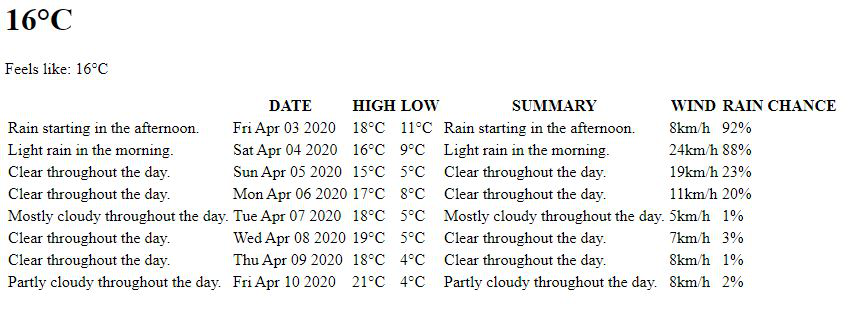 16°C
Feels like: 16°C
DATE HIGH LOW SUMMARY WIND RAIN CHANCE
Rain starting in the afternoon. Fri Apr 03 2020 18°C 11°C Rain starting in the afternoon. 8km/h 92%
Light rain in the morning. Sat Apr 04 2020 16°C 9°C Light rain in the morning. 24km/h 88%
Clear throughout the day. Sun Apr 05 2020 15°C 5°C Clear throughout the day. 19km/h 23%
Clear throughout the day. Mon Apr 06 2020 17°C 8°C Clear throughout the day. 11km/h 20%
Mostly cloudy throughout the day. Tue Apr 07 2020 18°C 5°C Mostly cloudy throughout the day. 5km/h 1%
Clear throughout the day. Wed Apr 08 2020 19°C 5°C Clear throughout the day. 7km/h 3%
Clear throughout the day. Thu Apr 09 2020 18°C 4°C Clear throughout the day. 8km/h 1%
Partly cloudy throughout the day. Fri Apr 10 2020 21°C 4°C Partly cloudy throughout the day. 8km/h 2%